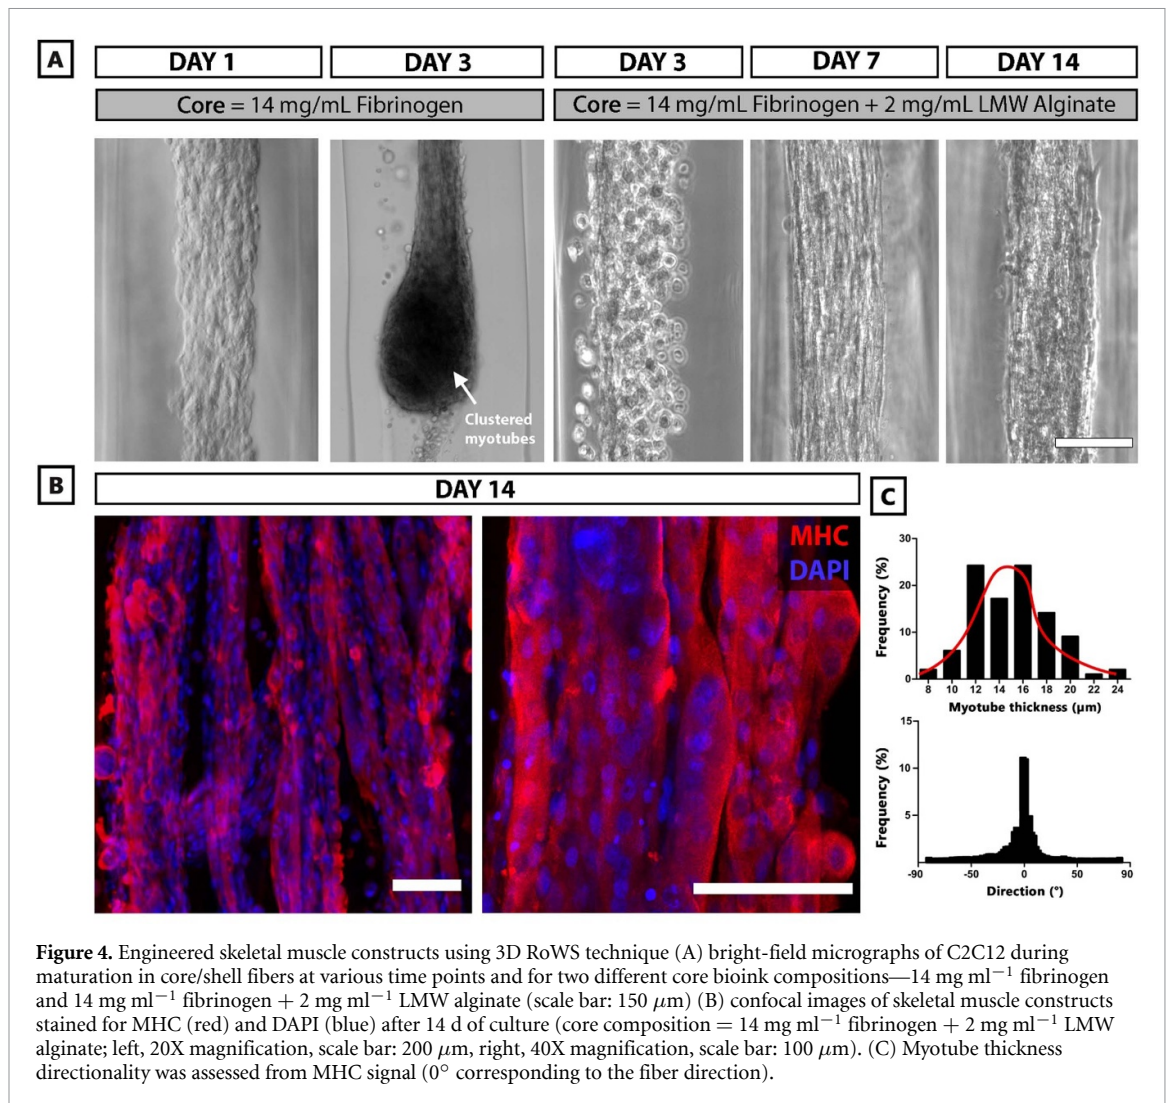 A
DAY 1
DAY 3
DAY 3
DAY 7
DAY 14
Core = 14 mg/mL Fibrinogen
Core = 14 mg/mL Fibrinogen + 2 mg/mL LMW Alginate
Clustered
myotubes
B
DAY 14
MHC
DAPI
C
30
20
10
0
Frequency (%)
8 10 12 14 16 18 20 22 24
Myotube thickness (µm)
15
10
5
Frequency (%)
-90 -50 0 50 90
Direction (°)
Figure 4. Engineered skeletal muscle constructs using 3D RoWS technique (A) bright-field micrographs of C2C12 during
maturation in core/shell fibers at various time points and for two different core bioink compositions—14 mg ml⁻¹ fibrinogen
and 14 mg ml⁻¹ fibrinogen + 2 mg ml⁻¹ LMW alginate (scale bar: 150 μm) (B) confocal images of skeletal muscle constructs
stained for MHC (red) and DAPI (blue) after 14 d of culture (core composition = 14 mg ml⁻¹ fibrinogen + 2 mg ml⁻¹ LMW
alginate; left, 20X magnification, scale bar: 200 μm, right, 40X magnification, scale bar: 100 μm). (C) Myotube thickness
directionality was assessed from MHC signal (0° corresponding to the fiber direction).